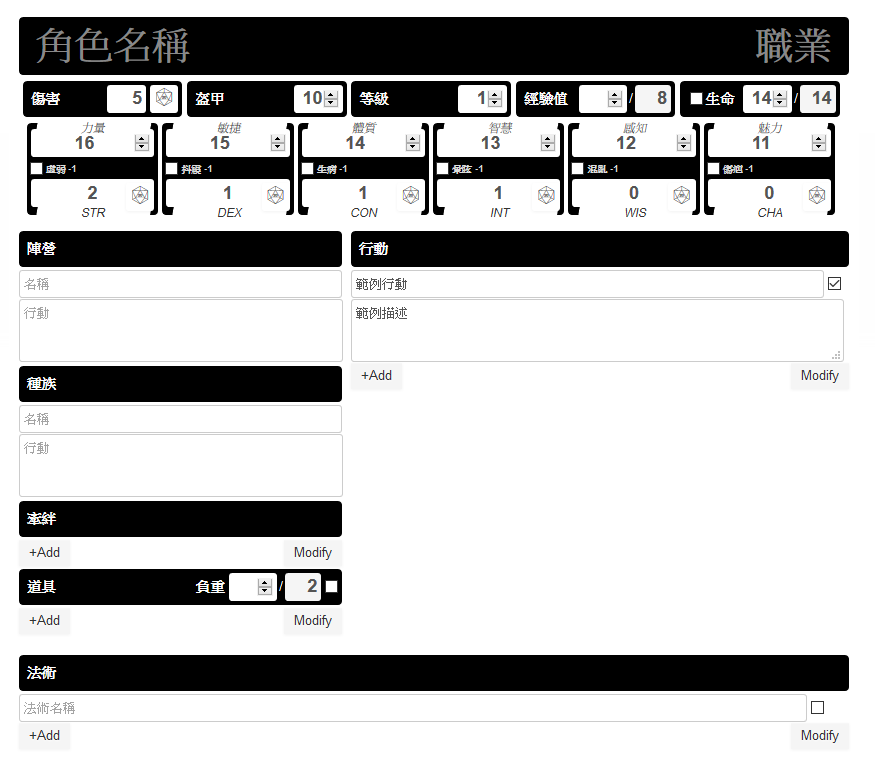 角色名稱 職業
傷害 5 盔甲 10 等級 1 經驗值 / 8 生命 14 / 14
力量 敏捷 體質 智慧 感知 魅力
16 15 14 13 12 11
虛弱 -1 抖震 -1 生病 -1 暈眩 -1 混亂 -1 傷疤 -1
2 1 1 1 0 0
STR DEX CON INT WIS CHA
陣營 行動
名稱 範例行動
行動 範例描述
+Add Modify
種族
名稱
行動
牽絆
+Add Modify
道具 負重 / 2
+Add Modify
法術
法術名稱
+Add Modify